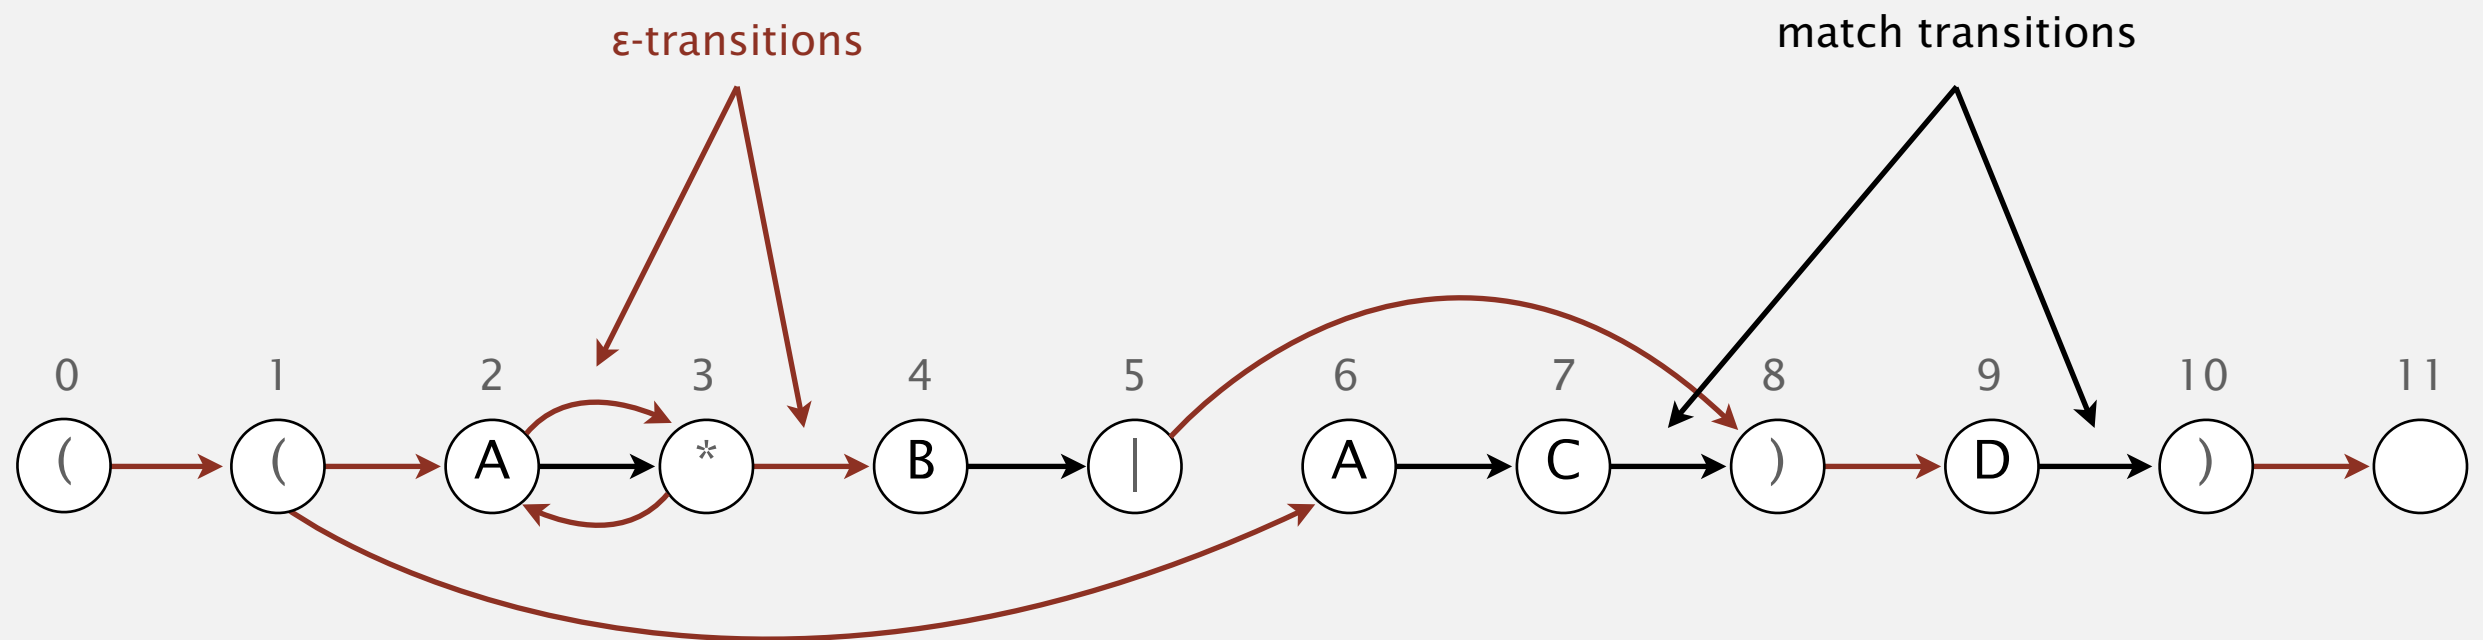 ε-transitions
match transitions
0 1 2 3 4 5 6 7 8 9 10 11
( ( A * B | A C ) D )